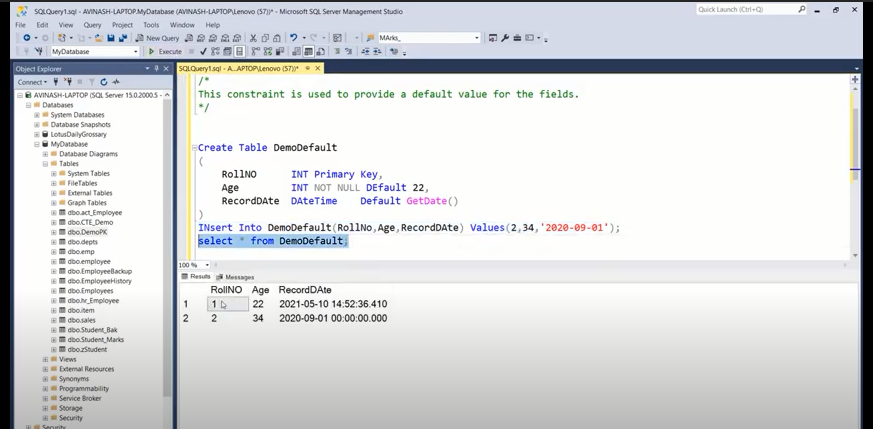 SQLQuery1.sql - AVINASH-LAPTOP.MyDatabase (AVINASH-LAPTOP\Lenovo (57))* - Microsoft SQL Server Management Studio
Quick Launch (Ctrl+Q)
File Edit View Query Project Tools Window Help
New Query
MArks_
MyDatabase
Execute
Object Explorer
SQLQuery1.sql - A...APTOP\Lenovo (57))*
Connect
AVINASH-LAPTOP (SQL Server 15.0.2000.5 -
Databases
System Databases
Database Snapshots
LotusDailyGrossary
MyDatabase
Database Diagrams
Tables
System Tables
FileTables
External Tables
Graph Tables
dbo.act_Employee
dbo.CTE_Demo
dbo.DemoPK
dbo.depts
dbo.emp
dbo.employee
dbo.EmployeeBackup
dbo.EmployeeHistory
dbo.Employees
dbo.hr_Employee
dbo.item
dbo.sales
dbo.Student_Bak
dbo.Student_Marks
dbo.zStudent
Views
External Resources
Synonyms
Programmability
Service Broker
Storage
Security
Security
/*
This constraint is used to provide a default value for the fields.
*/
Create Table DemoDefault
(
RollNO INT Primary Key,
Age INT NOT NULL DEfault 22,
RecordDAte DAteTime Default GetDate()
)
INsert Into DemoDefault(RollNo,Age,RecordDAte) Values(2,34,'2020-09-01');
select * from DemoDefault;
100 %
Results Messages
RollNO Age RecordDAte
1 1 22 2021-05-10 14:52:36.410
2 2 34 2020-09-01 00:00:00.000